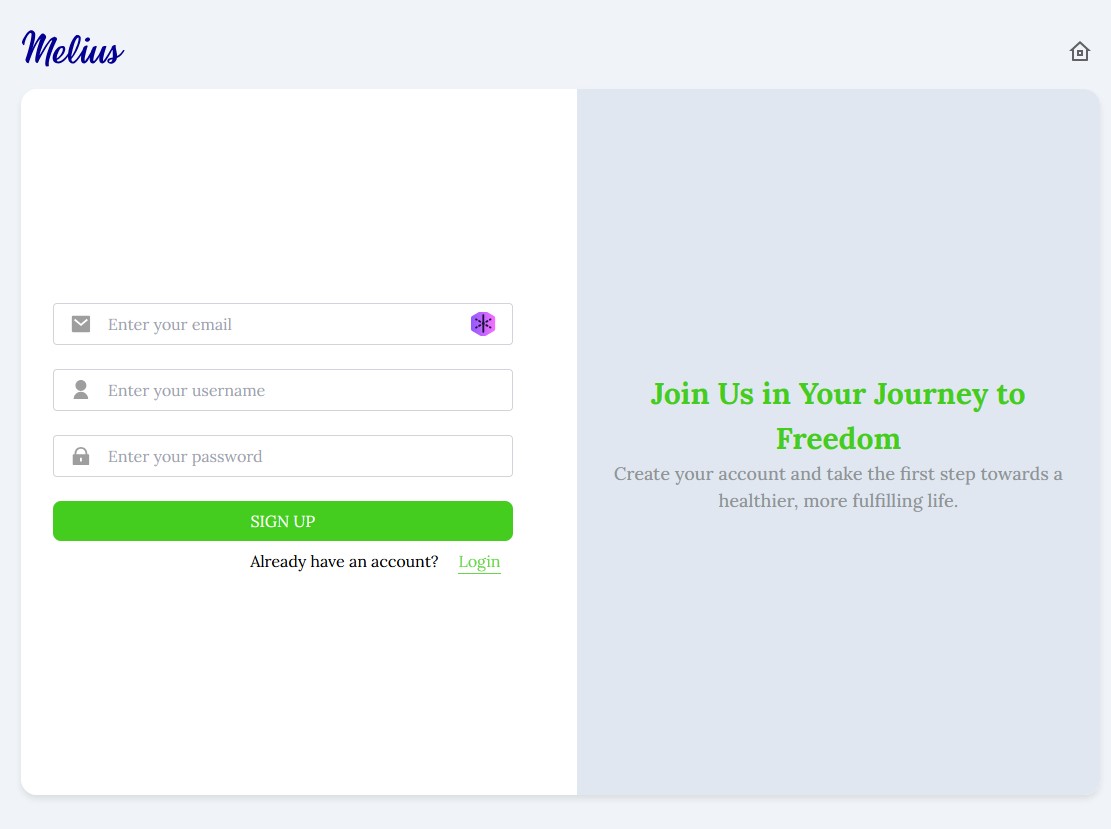 Melius
Enter your email
Enter your username
Enter your password
SIGN UP
Already have an account? Login
Join Us in Your Journey to
Freedom
Create your account and take the first step towards a
healthier, more fulfilling life.